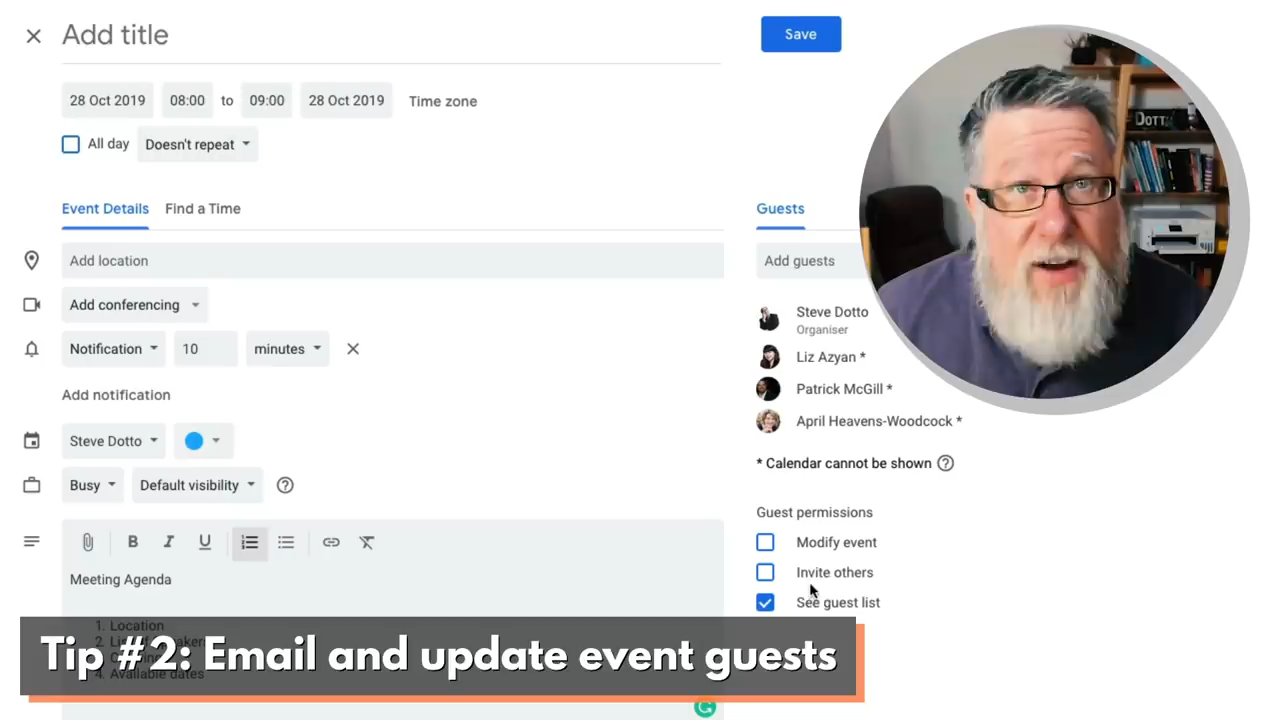 Add title
Save
28 Oct 2019 08:00 to 09:00 28 Oct 2019 Time zone
All day Doesn't repeat
Event Details Find a Time
Guests
Add location
Add guests
Add conferencing
Steve Dotto
Organiser
Notification 10 minutes
Liz Azyan *
Patrick McGill *
Add notification
April Heavens-Woodcock *
Steve Dotto
* Calendar cannot be shown
Busy Default visibility
Guest permissions
B I U
Modify event
Meeting Agenda
Invite others
See guest list
1. Location
2.
4. Available dates
Tip #2: Email and update event guests
DOTT